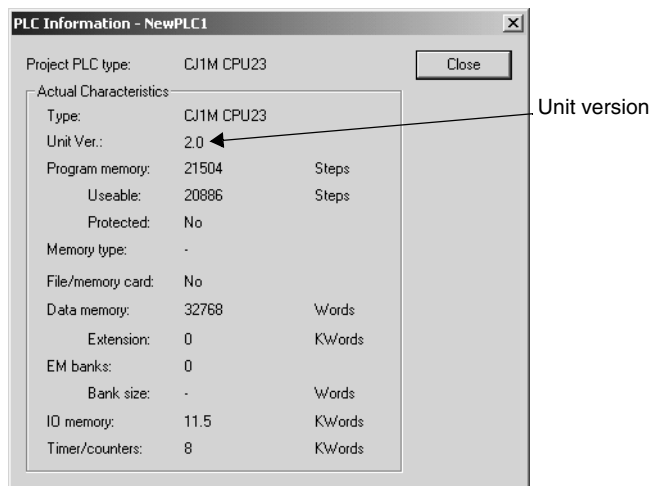 PLC Information - NewPLC1
Project PLC type: CJ1M CPU23 Close
Actual Characteristics
Type: CJ1M CPU23
Unit version
Unit Ver.: 2.0
Program memory: 21504 Steps
Useable: 20886 Steps
Protected: No
Memory type: -
File/memory card: No
Data memory: 32768 Words
Extension: 0 KWords
EM banks: 0
Bank size: - Words
IO memory: 11.5 KWords
Timer/counters: 8 KWords